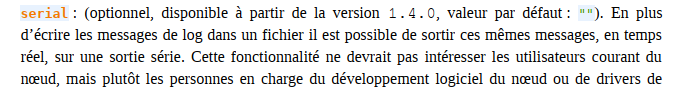 serial : (optionnel, disponible à partir de la version 1.4.0, valeur par défaut : ""). En plus
d’écrire les messages de log dans un fichier il est possible de sortir ces mêmes messages, en temps
réel, sur une sortie série. Cette fonctionnalité ne devrait pas intéresser les utilisateurs courant du
nœud, mais plutôt les personnes en charge du développement logiciel du nœud ou de drivers de